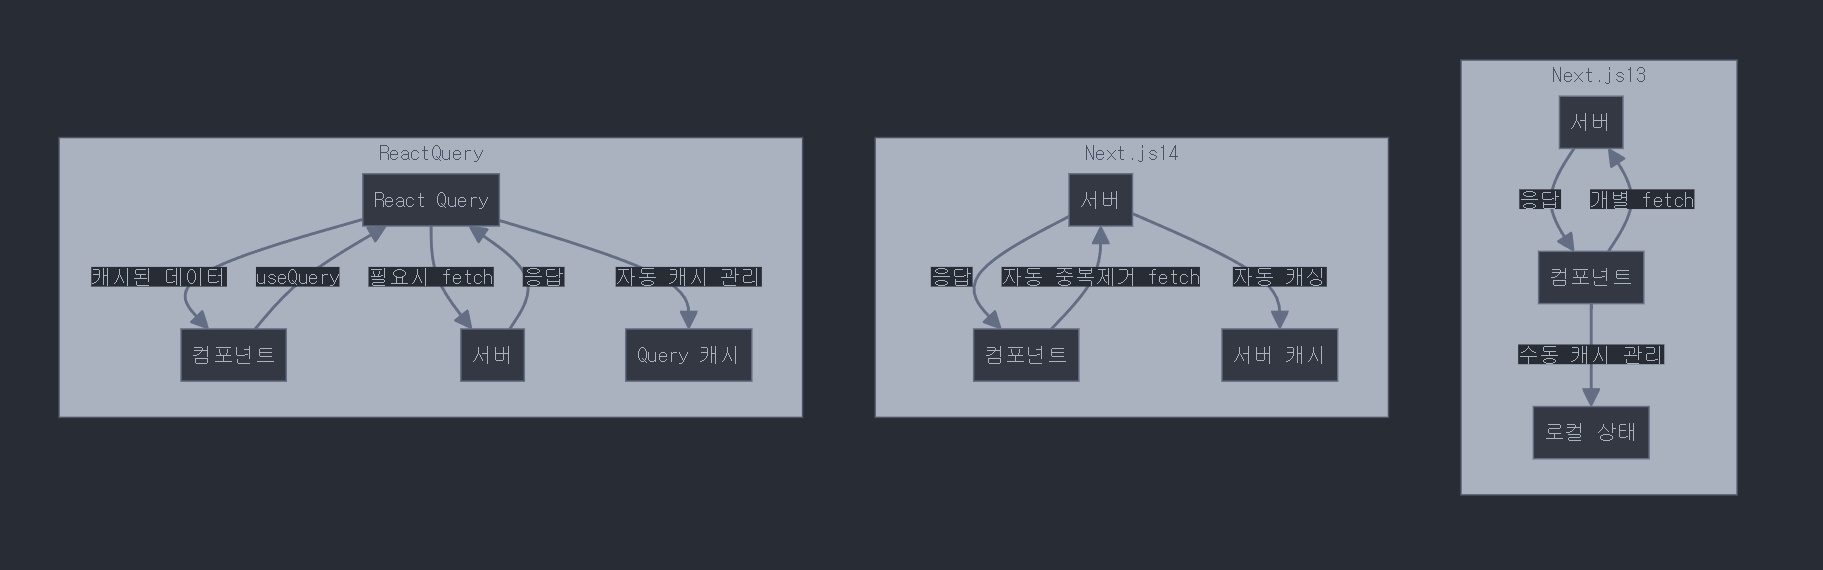 ReactQuery
React Query
캐시된 데이터
useQuery
필요시 fetch
응답
자동 캐시 관리
컴포넌트
서버
Query 캐시
Next.js14
서버
응답
자동 중복제거 fetch
자동 캐싱
컴포넌트
서버 캐시
Next.js13
서버
응답
개별 fetch
컴포넌트
수동 캐시 관리
로컬 상태